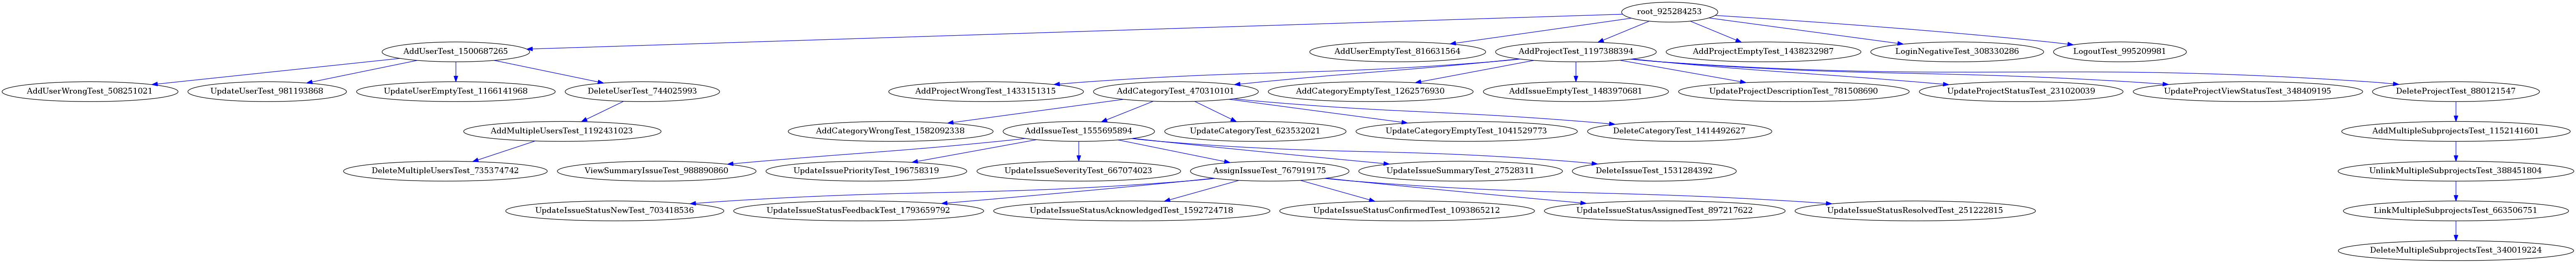 root_925284253
AddUserTest_1500687265
AddUserEmptyTest_816631564
AddProjectTest_1197388394
AddProjectEmptyTest_1438232987
LoginNegativeTest_308330286
LogoutTest_995209981
AddUserWrongTest_508251021
UpdateUserTest_981193868
UpdateUserEmptyTest_1166141968
DeleteUserTest_744025993
AddProjectWrongTest_1433151315
AddCategoryTest_470310101
AddCategoryEmptyTest_1262576930
AddIssueEmptyTest_1483970681
UpdateProjectDescriptionTest_781508690
UpdateProjectStatusTest_231020039
UpdateProjectViewStatusTest_348409195
DeleteProjectTest_880121547
AddMultipleUsersTest_1192431023
AddCategoryWrongTest_1582092338
AddIssueTest_1555695894
UpdateCategoryTest_623532021
UpdateCategoryEmptyTest_1041529773
DeleteCategoryTest_1414492627
AddMultipleSubprojectsTest_1152141601
DeleteMultipleUsersTest_735374742
ViewSummaryIssueTest_988890860
UpdateIssuePriorityTest_196758319
UpdateIssueSeverityTest_667074023
AssignIssueTest_767919175
UpdateIssueSummaryTest_27528311
DeleteIssueTest_1531284392
UnlinkMultipleSubprojectsTest_388451804
UpdateIssueStatusNewTest_703418536
UpdateIssueStatusFeedbackTest_1793659792
UpdateIssueStatusAcknowledgedTest_1592724718
UpdateIssueStatusConfirmedTest_1093865212
UpdateIssueStatusAssignedTest_897217622
UpdateIssueStatusResolvedTest_251222815
LinkMultipleSubprojectsTest_663506751
DeleteMultipleSubprojectsTest_340019224